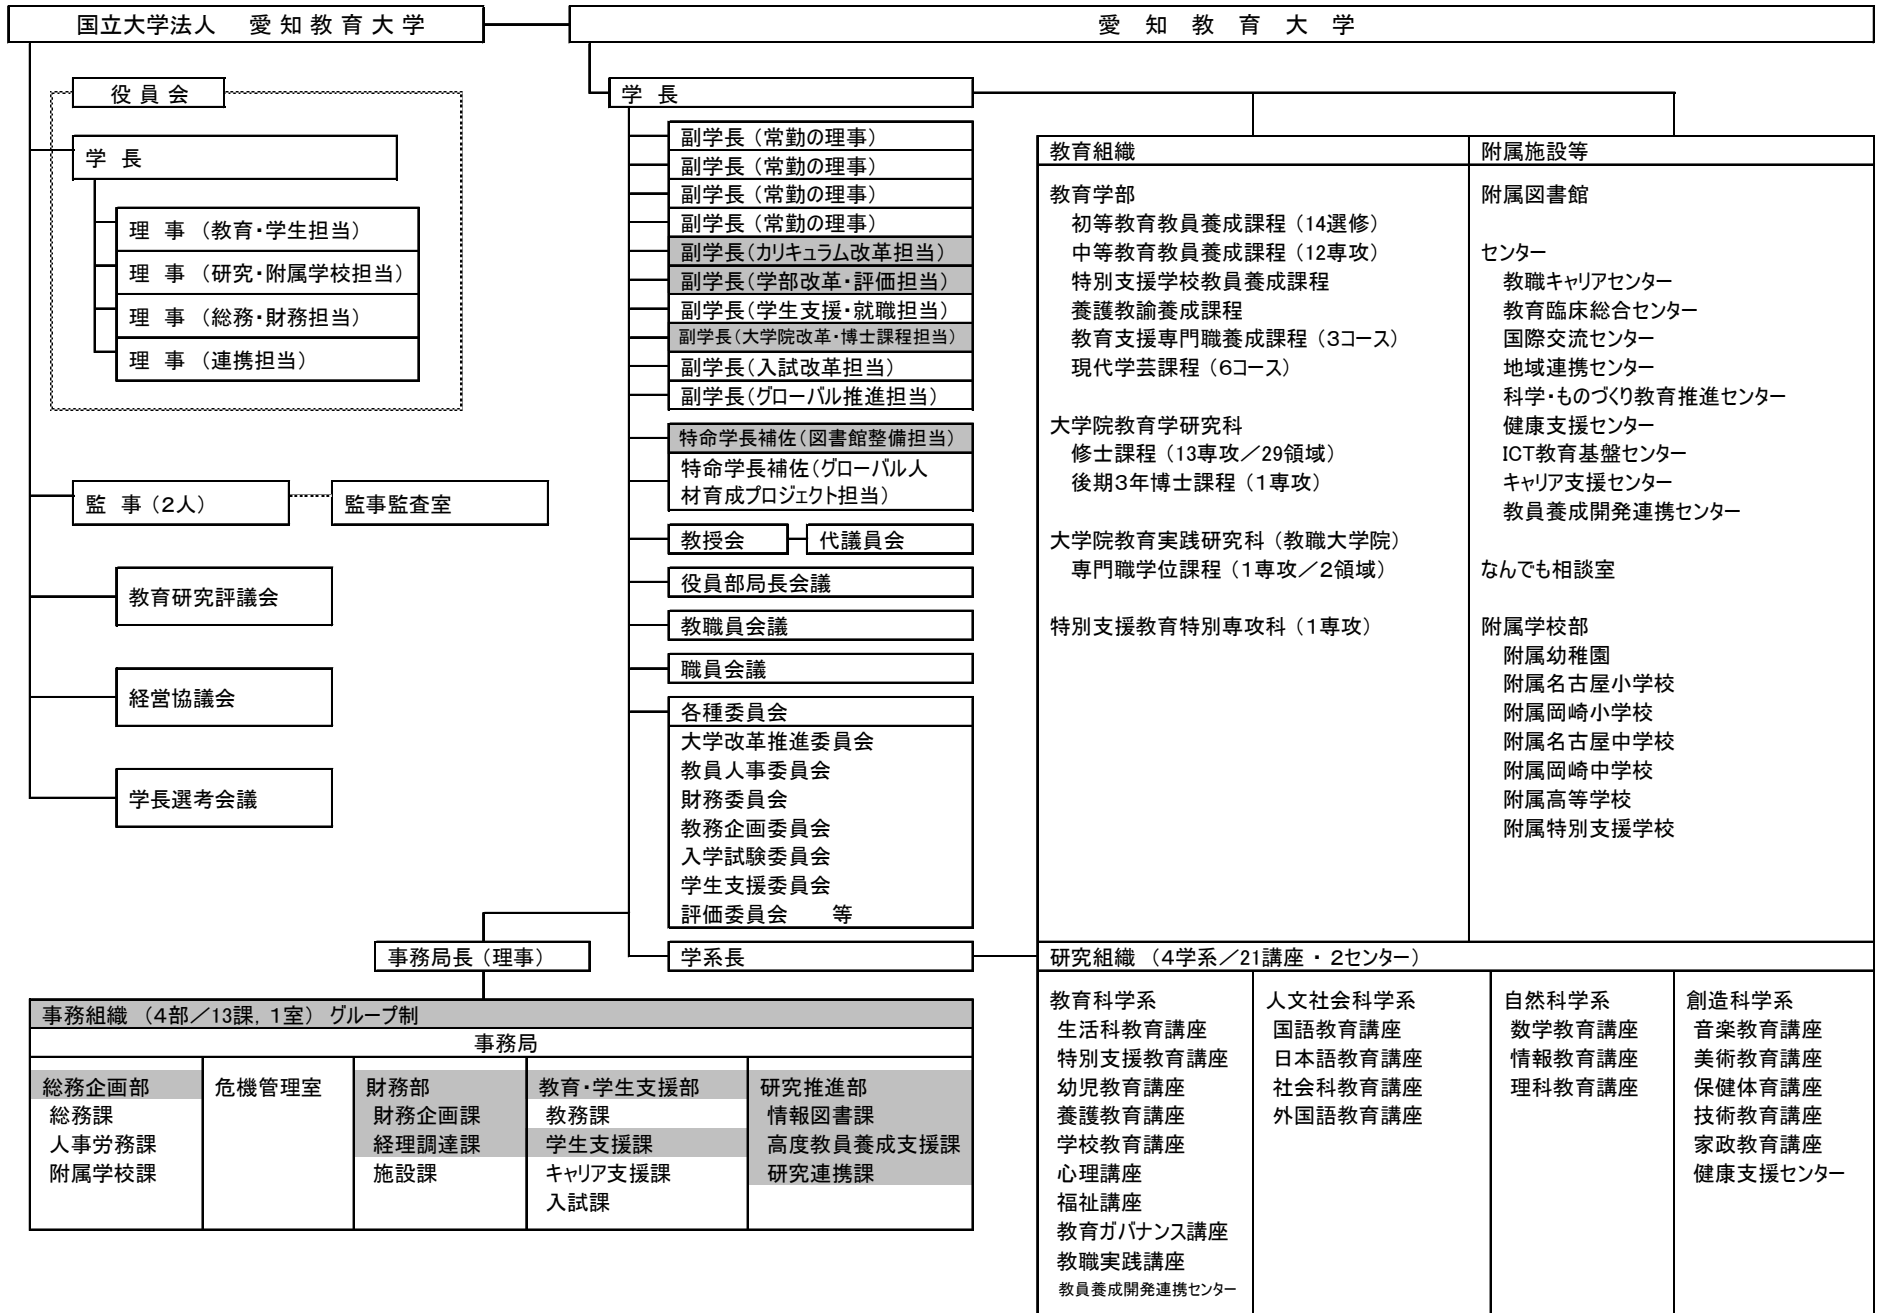 国立大学法人 愛知教育大学
愛知教育大学
役員会
学長
理事（教育・学生担当）
理事（研究・附属学校担当）
理事（総務・財務担当）
理事（連携担当）
監事（2人）
監事監査室
教育研究評議会
経営協議会
学長選考会議
学長
副学長（常勤の理事）
副学長（常勤の理事）
副学長（常勤の理事）
副学長（常勤の理事）
副学長（カリキュラム改革担当）
副学長（学部改革・評価担当）
副学長（学生支援・就職担当）
副学長（大学院改革・博士課程担当）
副学長（入試改革担当）
副学長（グローバル推進担当）
特命学長補佐（図書館整備担当）
特命学長補佐（グローバル人
材育成プロジェクト担当）
教授会
代議員会
役員部局長会議
教職員会議
職員会議
各種委員会
大学改革推進委員会
教員人事委員会
財務委員会
教務企画委員会
入学試験委員会
学生支援委員会
評価委員会 等
学系長
事務局長（理事）
事務組織 （4部／13課，1室） グループ制
事務局
総務企画部
総務課
人事労務課
附属学校課
危機管理室
財務部
財務企画課
経理調達課
施設課
教育・学生支援部
教務課
学生支援課
キャリア支援課
入試課
研究推進部
情報図書課
高度教員養成支援課
研究連携課
教育組織
教育学部
初等教育教員養成課程（14選修）
中等教育教員養成課程（12専攻）
特別支援学校教員養成課程
養護教諭養成課程
教育支援専門職養成課程（3コース）
現代学芸課程（6コース）
大学院教育学研究科
修士課程（13専攻／29領域）
後期3年博士課程（1専攻）
大学院教育実践研究科（教職大学院）
専門職学位課程（1専攻／2領域）
特別支援教育特別専攻科（1専攻）
附属施設等
附属図書館
センター
教職キャリアセンター
教育臨床総合センター
国際交流センター
地域連携センター
科学・ものづくり教育推進センター
健康支援センター
ICT教育基盤センター
キャリア支援センター
教員養成開発連携センター
なんでも相談室
附属学校部
附属幼稚園
附属名古屋小学校
附属岡崎小学校
附属名古屋中学校
附属岡崎中学校
附属高等学校
附属特別支援学校
研究組織 （4学系／21講座・2センター）
教育科学系
生活科教育講座
特別支援教育講座
幼児教育講座
養護教育講座
学校教育講座
心理講座
福祉講座
教育ガバナンス講座
教職実践講座
教員養成開発連携センター
人文社会科学系
国語教育講座
日本語教育講座
社会科教育講座
外国語教育講座
自然科学系
数学教育講座
情報教育講座
理科教育講座
創造科学系
音楽教育講座
美術教育講座
保健体育講座
技術教育講座
家政教育講座
健康支援センター